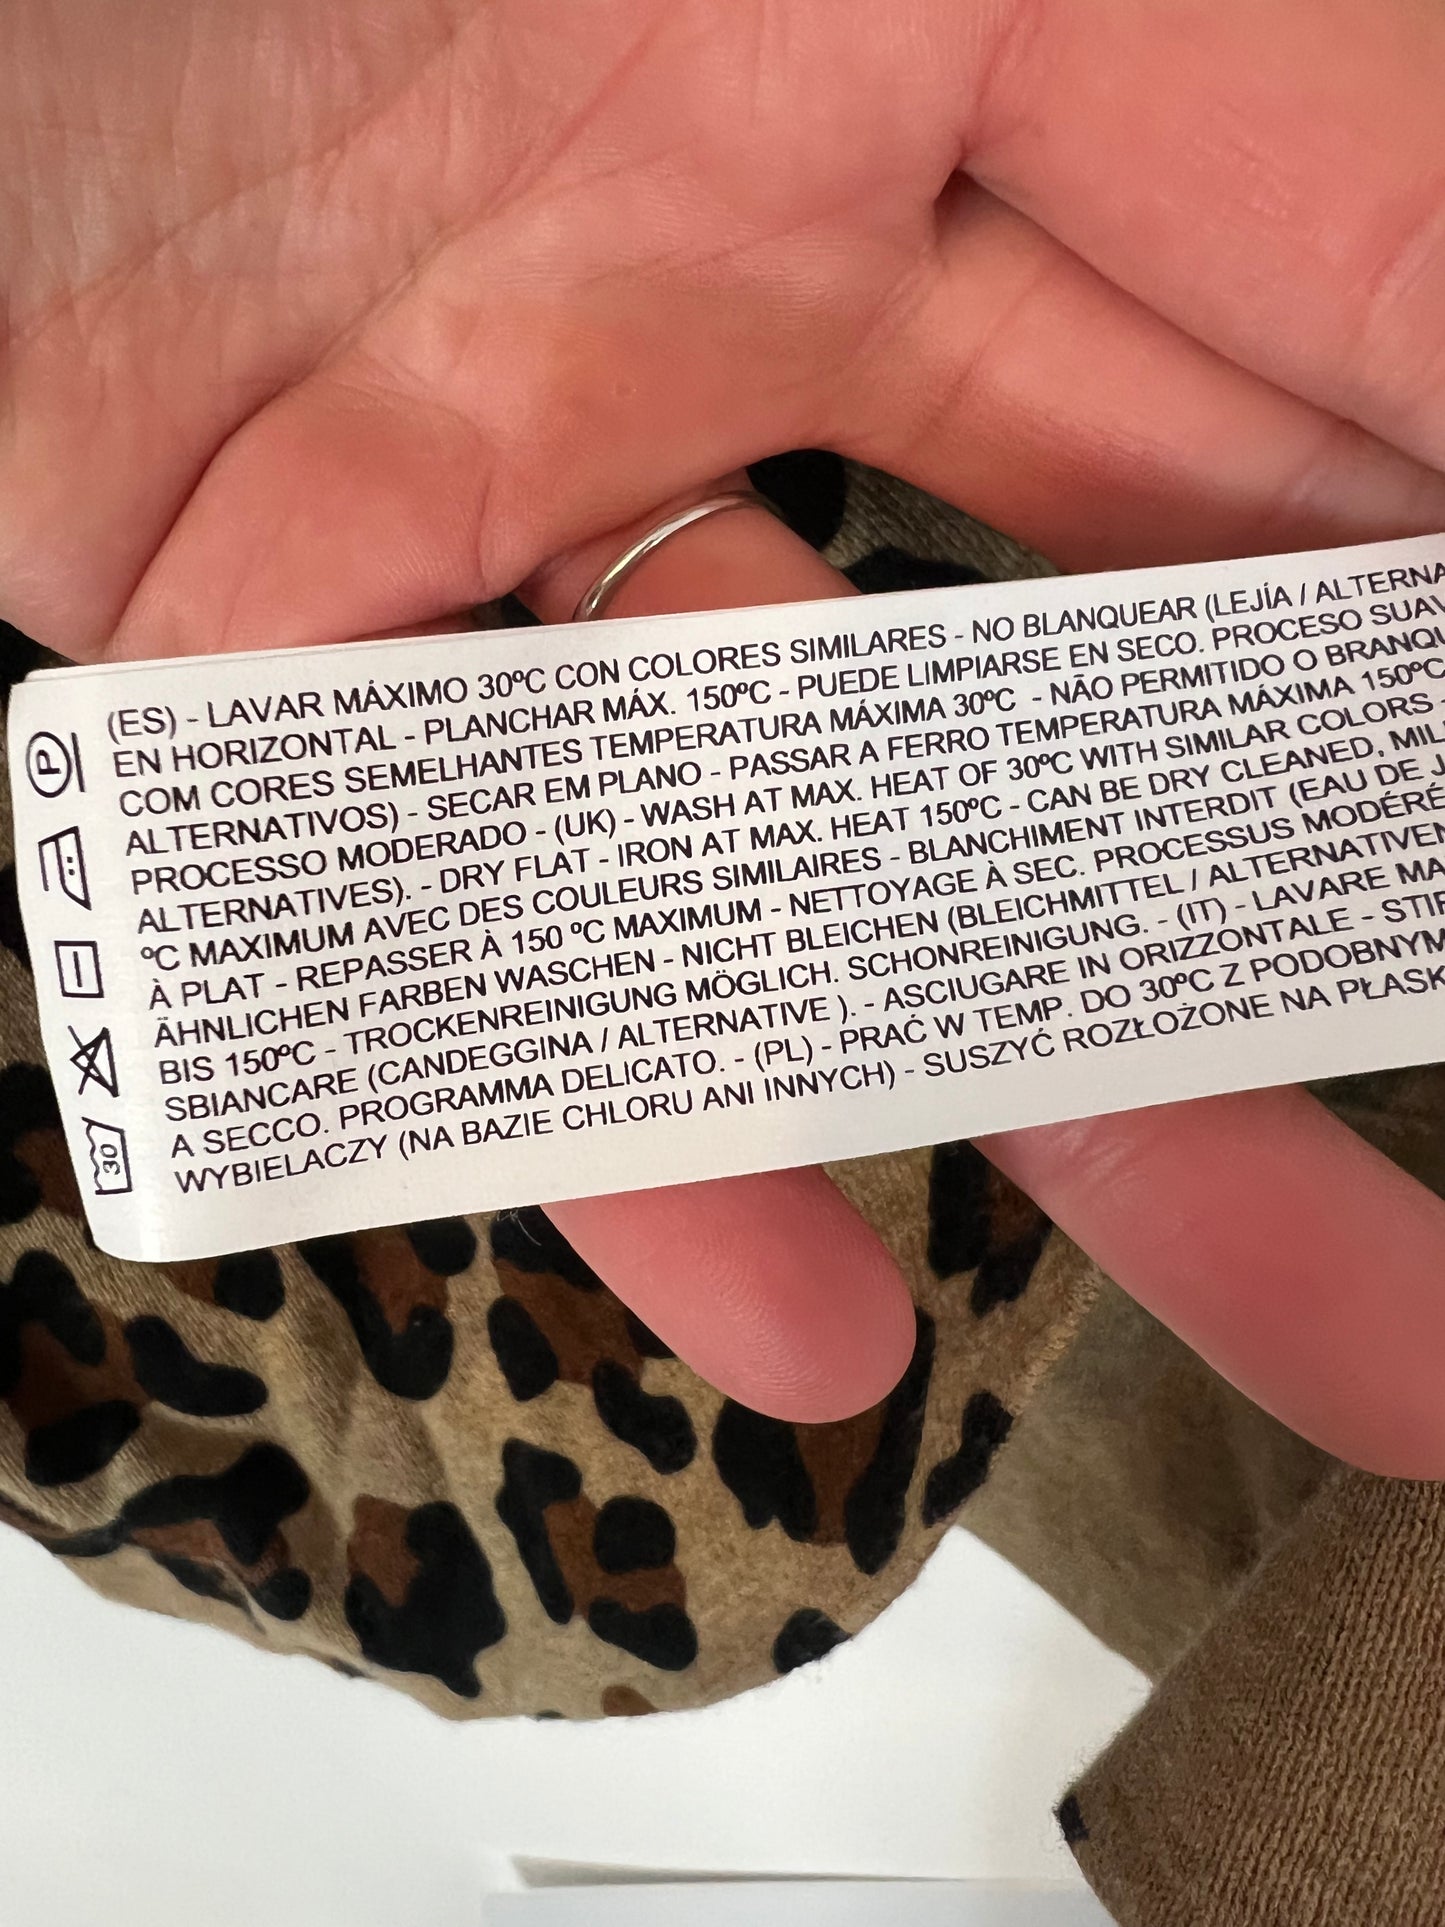 (ES) - LAVAR MÁXIMO 30ºC CON COLORES SIMILARES - NO BLANQUEAR (LEJÍA / ALTERNA
EN HORIZONTAL - PLANCHAR MÁX. 150ºC - PUEDE LIMPIARSE EN SECO. PROCESO SUAV
COM CORES SEMELHANTES TEMPERATURA MÁXIMA 30ºC - NÃO PERMITIDO O BRANQU
ALTERNATIVOS) - SECAR EM PLANO - PASSAR A FERRO TEMPERATURA MÁXIMA 150ºC
PROCESSO MODERADO - (UK) - WASH AT MAX. HEAT OF 30ºC WITH SIMILAR COLORS -
ALTERNATIVES). - DRY FLAT - IRON AT MAX. HEAT 150ºC - CAN BE DRY CLEANED, MIL
ºC MAXIMUM AVEC DES COULEURS SIMILAIRES - BLANCHIMENT INTERDIT (EAU DE J
À PLAT - REPASSER À 150 ºC MAXIMUM - NETTOYAGE À SEC. PROCESSUS MODÉRÉ
ÄHNLICHEN FARBEN WASCHEN - NICHT BLEICHEN (BLEICHMITTEL / ALTERNATIVEN
BIS 150ºC - TROCKENREINIGUNG MÖGLICH. SCHONREINIGUNG. - (IT) - LAVARE MA
SBIANCARE (CANDEGGINA / ALTERNATIVE ). - ASCIUGARE IN ORIZZONTALE - STIR
A SECCO. PROGRAMMA DELICATO. - (PL) - PRAĆ W TEMP. DO 30ºC Z PODOBNYM
WYBIELACZY (NA BAZIE CHLORU ANI INNYCH) - SUSZYĆ ROZŁOŻONE NA PŁASK
P
30